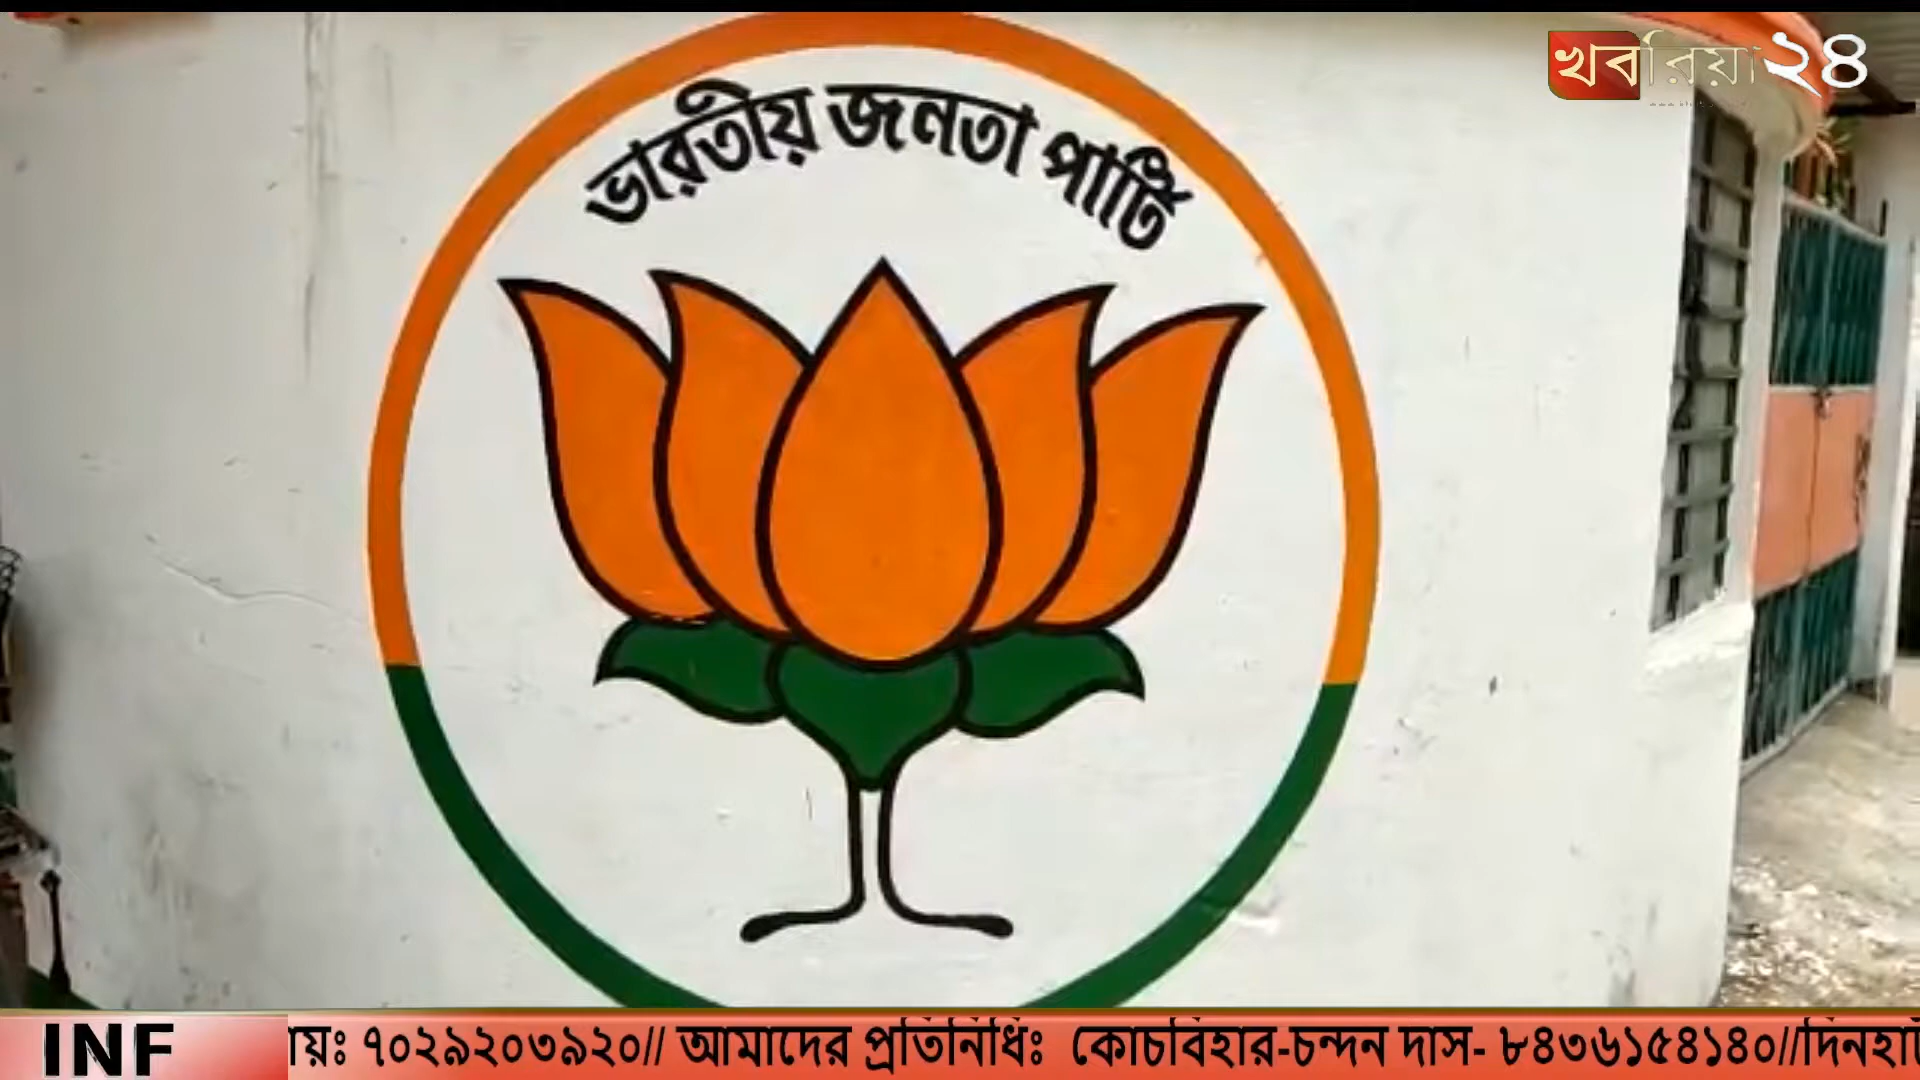 খবরিয়া ২৪
ভারতীয় জনতা পার্টি
INF
য়ঃ ৭০২৯২০৩৯২০// আমাদের প্রতিনিধিঃ কোচবিহার-চন্দন দাস- ৮৪৩৬১৫৪১৪০//দিনহাট